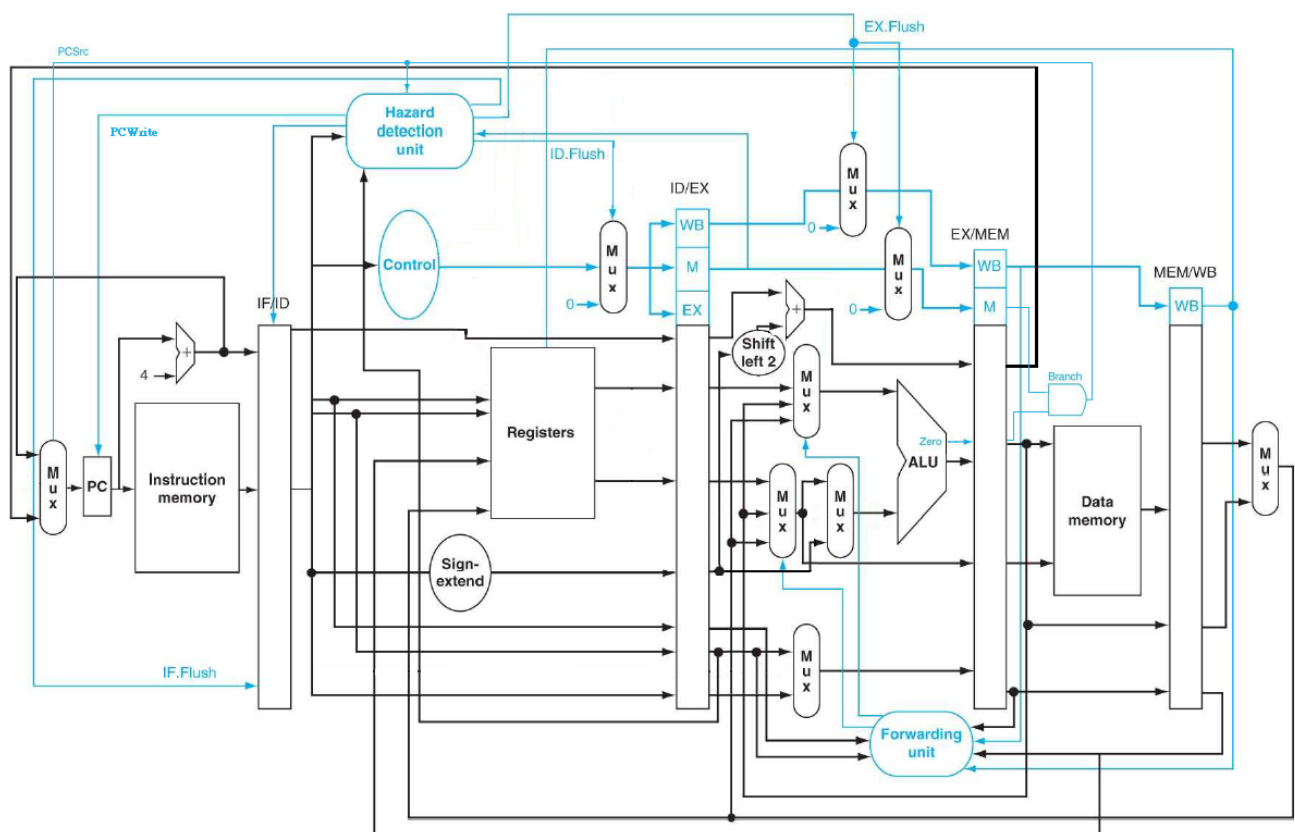 EX.Flush
PCSrc
Hazard
detection
unit
PCWrite
ID.Flush
M
u
x
ID/EX
WB
0
M
u
x
EX/MEM
Control
M
u
x
M
WB
MEM/WB
0
EX
0
M
WB
IF/ID
+
Shift
left 2
+
4
M
u
x
Branch
Registers
Zero
M
u
x
PC
Instruction
memory
ALU
M
u
x
M
u
x
M
u
x
Data
memory
Sign-
extend
M
u
x
IF.Flush
Forwarding
unit